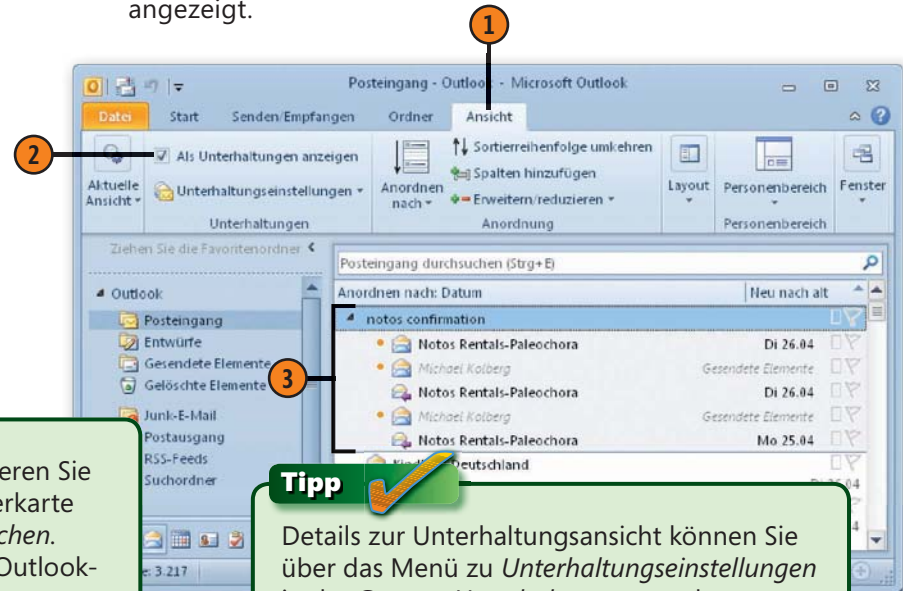 angezeigt.
1
Posteingang - Outlook - Microsoft Outlook
Datei Start Senden/Empfangen Ordner Ansicht
2
Als Unterhaltungen anzeigen
Unterhaltungseinstellungen
Aktuelle
Ansicht
Unterhaltungen
Anordnen
nach
Sortierreihenfolge umkehren
Spalten hinzufügen
Erweitern/reduzieren
Anordnung
Layout
Personenbereich
Personenbereich
Fenster
Ziehen Sie die Favoritenordner
Posteingang durchsuchen (Strg+E)
Outlook
Posteingang
Entwürfe
Gesendete Elemente
Gelöschte Elemente
Junk-E-Mail
Postausgang
RSS-Feeds
Suchordner
Anordnen nach: Datum Neu nach alt
notos confirmation
3
Notos Rentals-Paleochora Di 26.04
Michael Kolberg Gesendete Elemente
Notos Rentals-Paleochora Di 26.04
Michael Kolberg Gesendete Elemente
Notos Rentals-Paleochora Mo 25.04
Deutschland
eren Sie
erkarte
chen.
Outlook-
e: 3.217
Tipp
Details zur Unterhaltungsansicht können Sie
über das Menü zu Unterhaltungseinstellungen